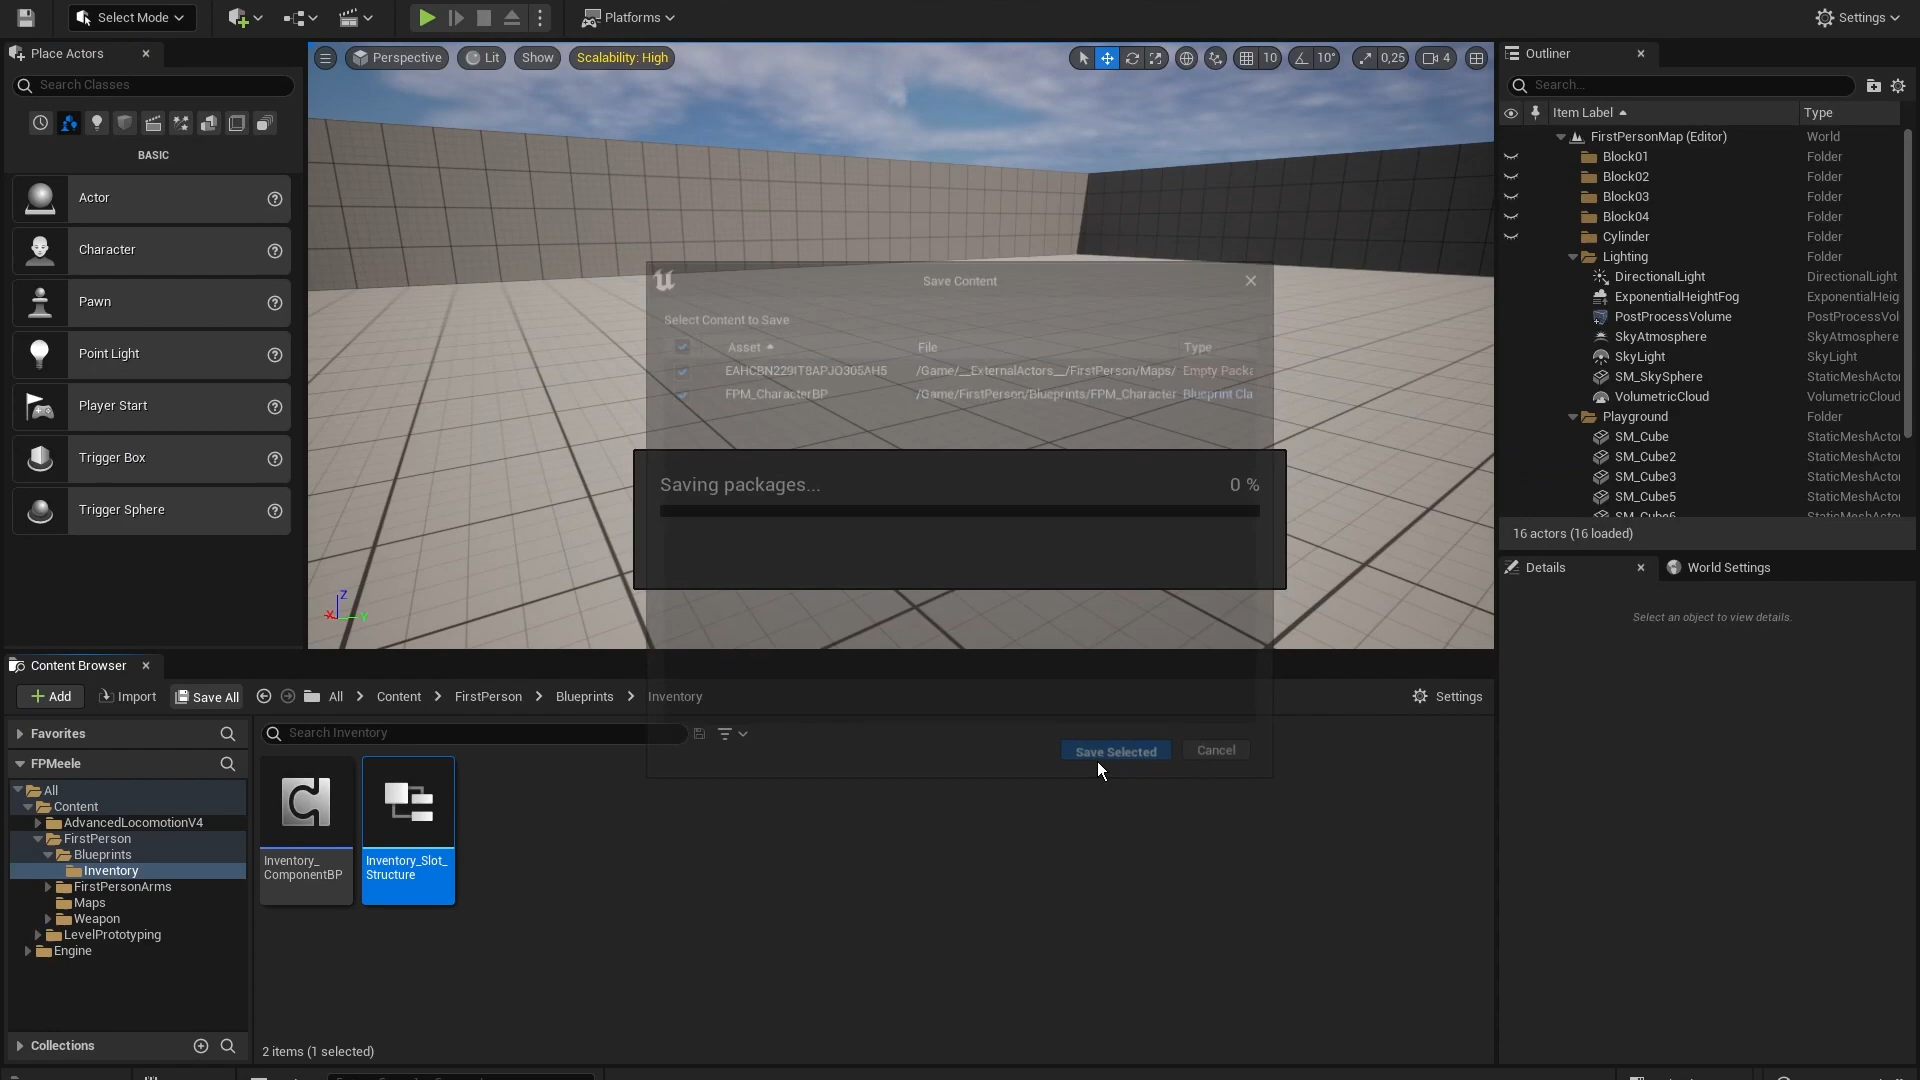 Select Mode
Platforms
Settings
Place Actors
Search Classes
BASIC
Actor
Character
Pawn
Point Light
Player Start
Trigger Box
Trigger Sphere
Perspective
Lit
Show
Scalability: High
10
10°
0,25
4
Z
X
Y
Save Content
Select Content to Save
Asset File Type
EAHCBN229IT8APJO305AH5 /Game/__ExternalActors__/FirstPerson/Maps/ Empty Packa
FPM_CharacterBP /Game/FirstPerson/Blueprints/FPM_Character Blueprint Cla
Saving packages... 0 %
Save Selected
Cancel
Outliner
Search...
Item Label Type
FirstPersonMap (Editor) World
Block01 Folder
Block02 Folder
Block03 Folder
Block04 Folder
Cylinder Folder
Lighting Folder
DirectionalLight DirectionalLight
ExponentialHeightFog ExponentialHeig
PostProcessVolume PostProcessVol
SkyAtmosphere SkyAtmosphere
SkyLight SkyLight
SM_SkySphere StaticMeshActo
VolumetricCloud VolumetricCloud
Playground Folder
SM_Cube StaticMeshActo
SM_Cube2 StaticMeshActo
SM_Cube3 StaticMeshActo
SM_Cube5 StaticMeshActo
SM_Cube6 StaticMeshActo
16 actors (16 loaded)
Details
World Settings
Select an object to view details.
Content Browser
Add
Import
Save All
All > Content > FirstPerson > Blueprints > Inventory
Settings
Favorites
FPMeele
All
Content
AdvancedLocomotionV4
FirstPerson
Blueprints
Inventory
FirstPersonArms
Maps
Weapon
LevelPrototyping
Engine
Collections
Search Inventory
Inventory_
ComponentBP
Inventory_Slot_
Structure
2 items (1 selected)